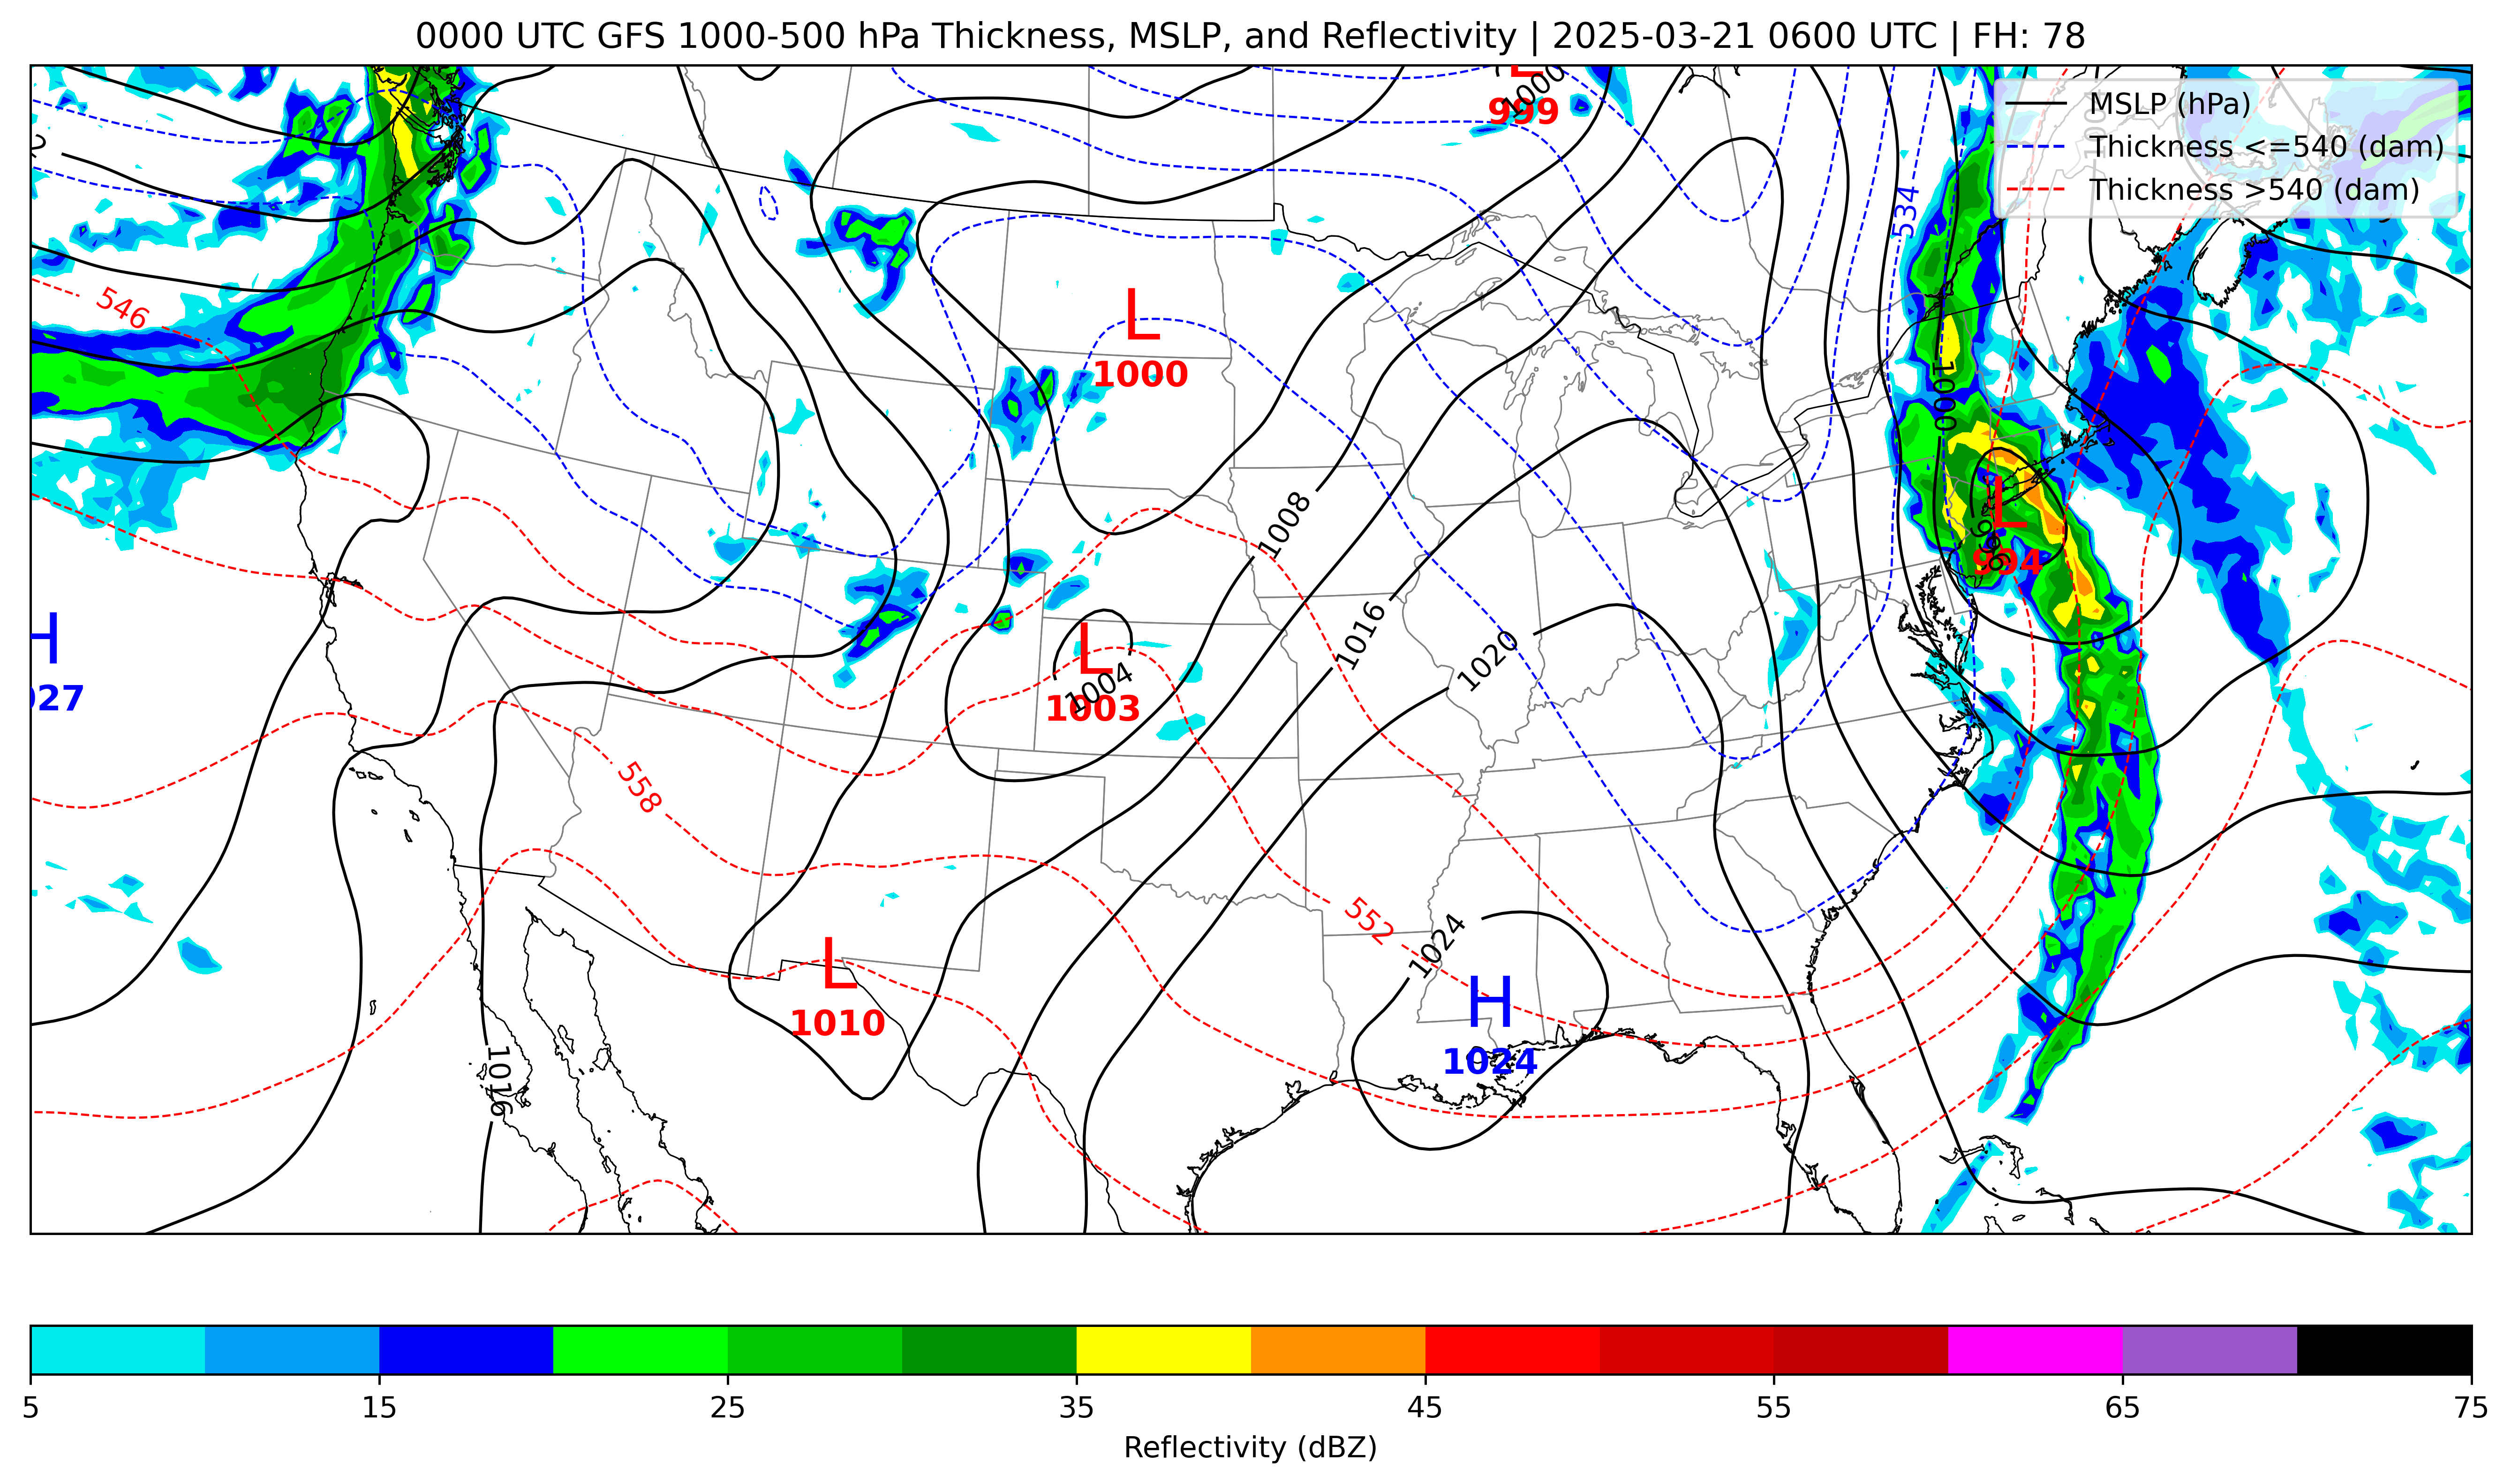 0000 UTC GFS 1000-500 hPa Thickness, MSLP, and Reflectivity | 2025-03-21 0600 UTC | FH: 78
MSLP (hPa)
Thickness <=540 (dam)
Thickness >540 (dam)
L
1000
999
534
546
L
1000
1000
L
996
994
1008
H
027
1016
1020
L
1004
1003
558
552
1024
L
1010
H
1024
1016
5 15 25 35 45 55 65 75
Reflectivity (dBZ)